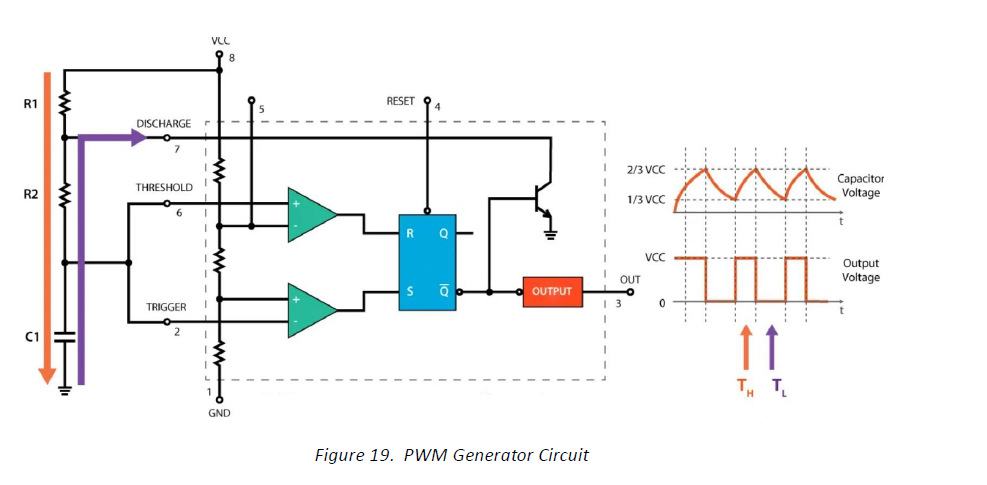 VCC
8
R1
DISCHARGE
7
5
RESET
4
R2
THRESHOLD
6
+
-
R
Q
TRIGGER
2
+
-
S
Q
OUTPUT
OUT
3
C1
1
GND
2/3 VCC
1/3 VCC
Capacitor
Voltage
t
VCC
0
Output
Voltage
t
TH
TL
Figure 19. PWM Generator Circuit